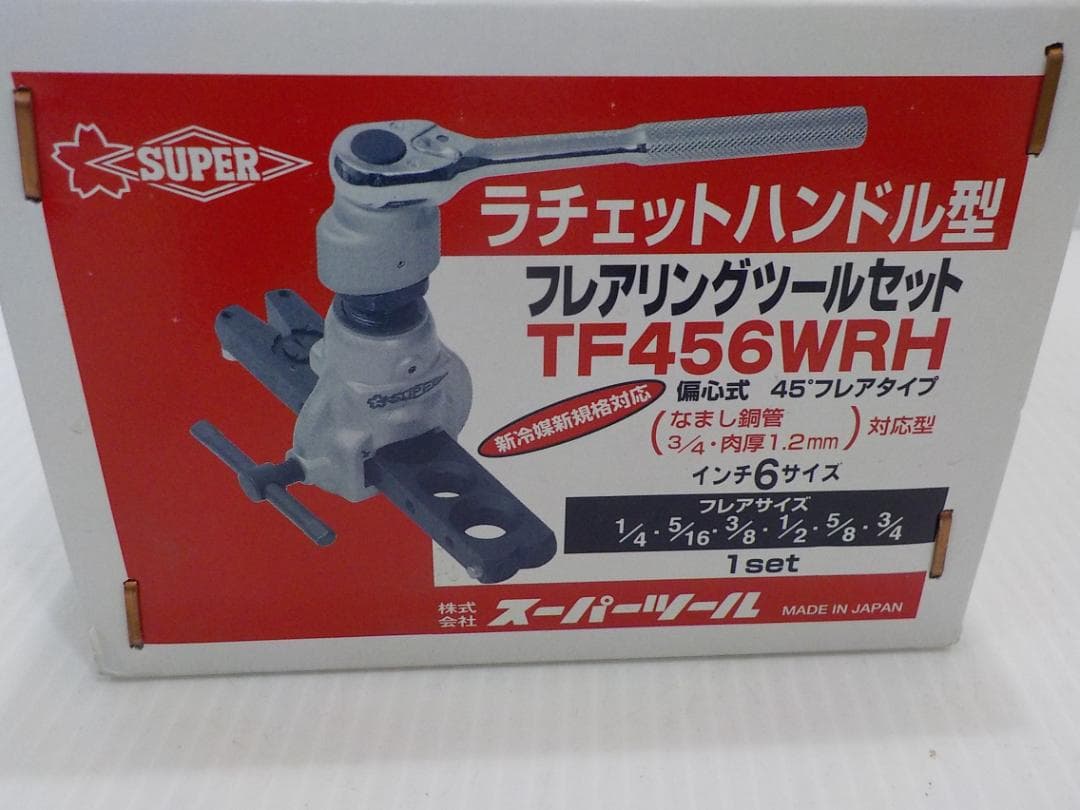 SUPER
ラチェットハンドル型
フレアリングツールセット
TF456WRH
新冷媒新規格対応
偏心式 45°フレアタイプ
(なまし銅管
3/4・肉厚1.2mm) 対応型
インチ6サイズ
フレアサイズ
1/4・5/16・3/8・1/2・5/8・3/4
1set
SUPER
株式会社 スーパーツール MADE IN JAPAN